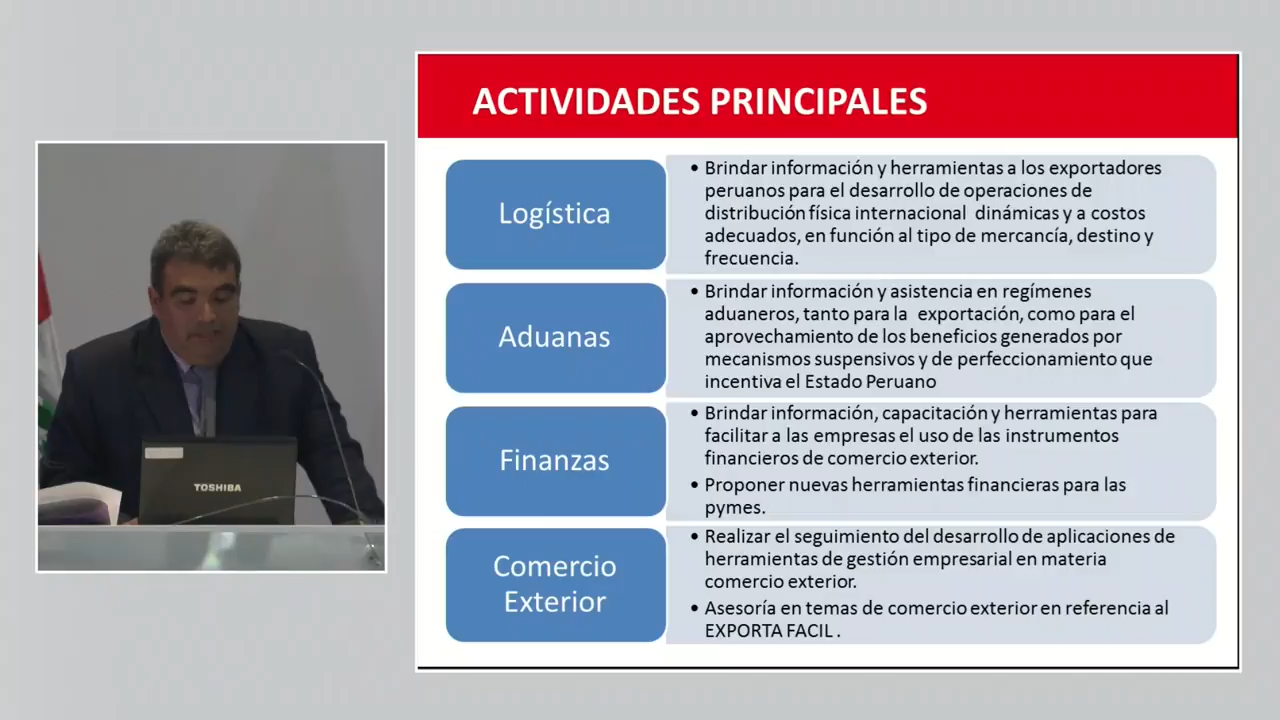 ACTIVIDADES PRINCIPALES
Logística
• Brindar información y herramientas a los exportadores
peruanos para el desarrollo de operaciones de
distribución física internacional dinámicas y a costos
adecuados, en función al tipo de mercancía, destino y
frecuencia.
Aduanas
• Brindar información y asistencia en regímenes
aduaneros, tanto para la exportación, como para el
aprovechamiento de los beneficios generados por
mecanismos suspensivos y de perfeccionamiento que
incentiva el Estado Peruano
Finanzas
• Brindar información, capacitación y herramientas para
facilitar a las empresas el uso de las instrumentos
financieros de comercio exterior.
• Proponer nuevas herramientas financieras para las
pymes.
Comercio
Exterior
• Realizar el seguimiento del desarrollo de aplicaciones de
herramientas de gestión empresarial en materia
comercio exterior.
• Asesoría en temas de comercio exterior en referencia al
EXPORTA FACIL .
TOSHIBA